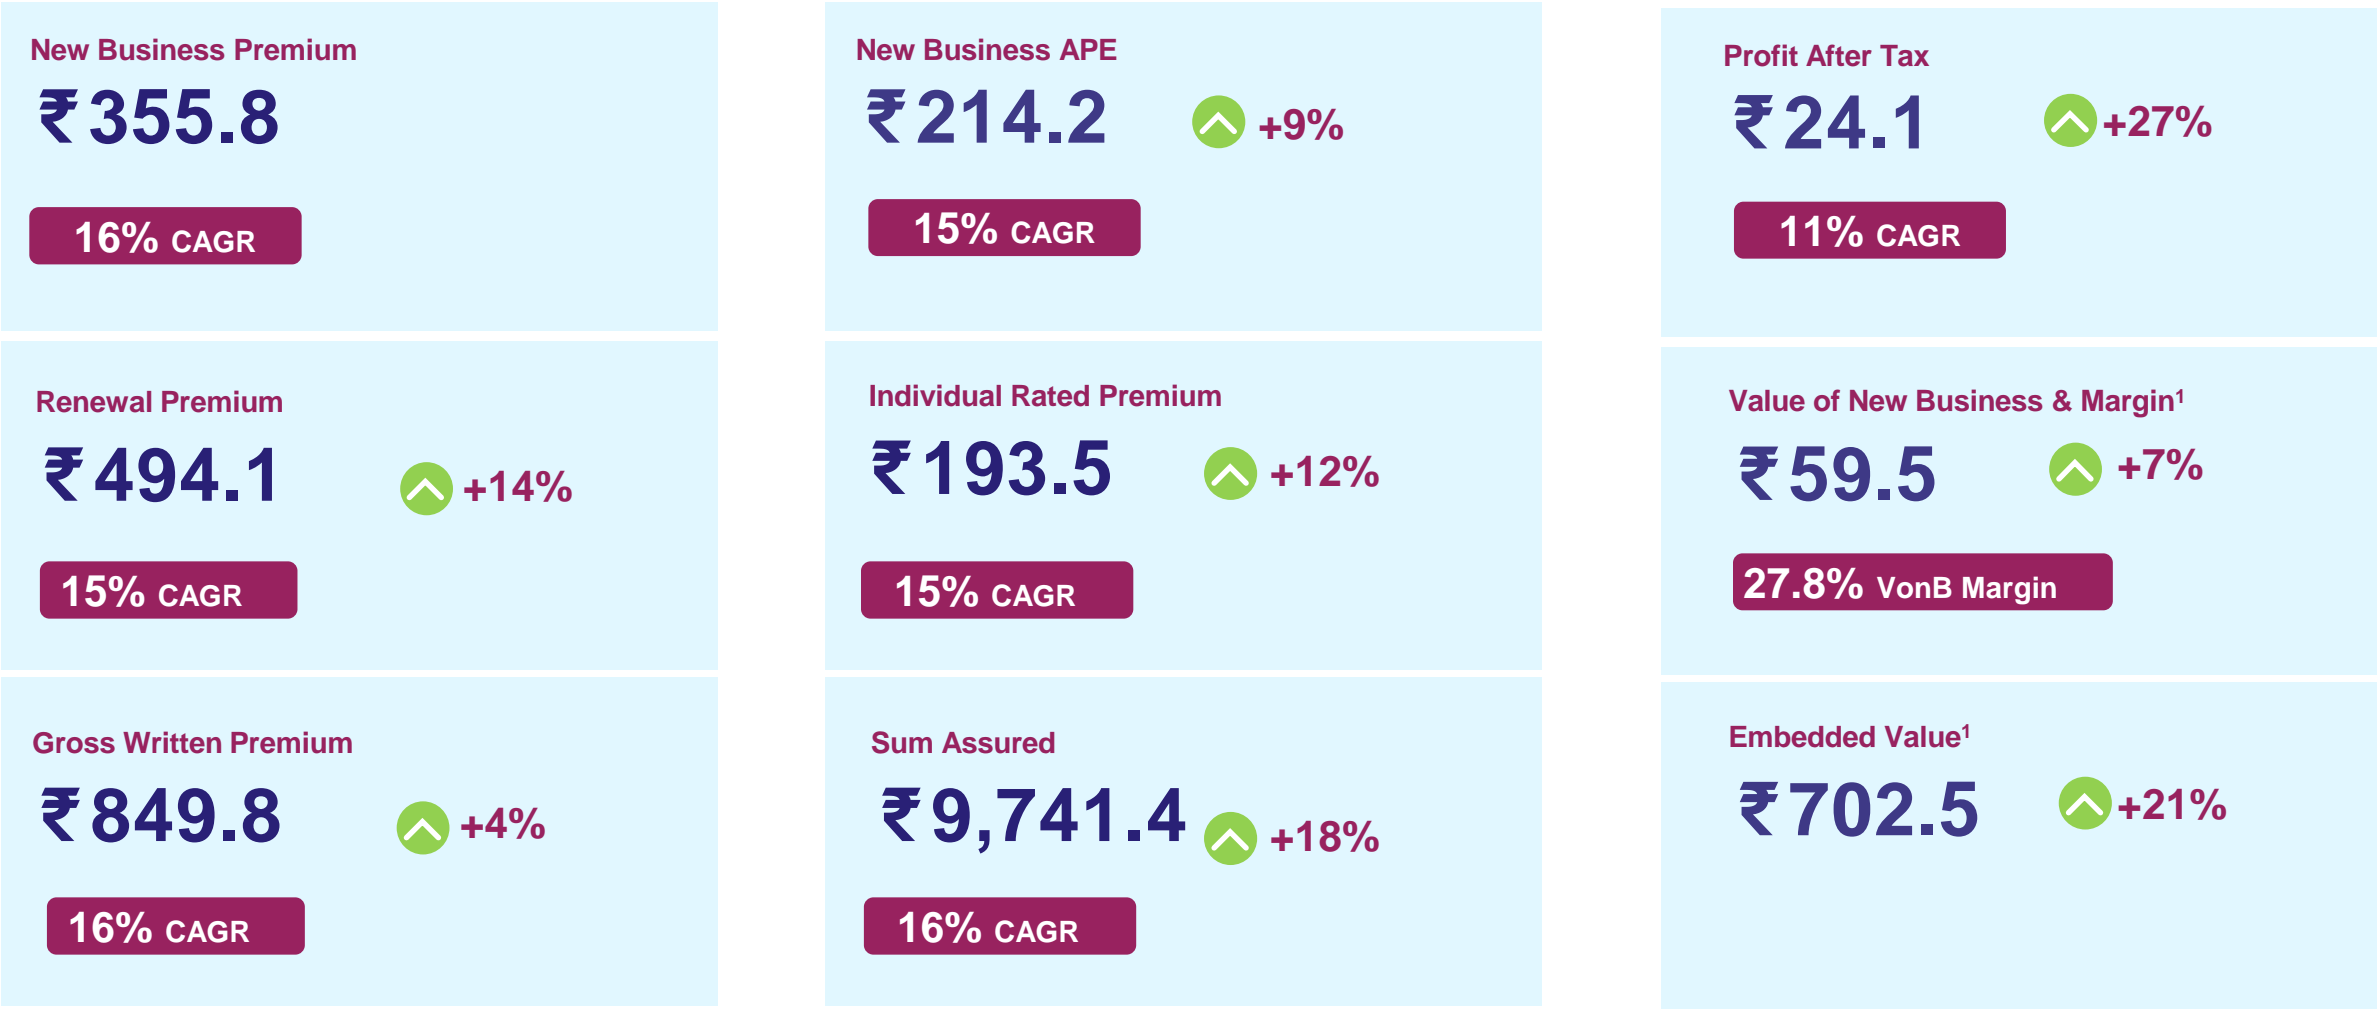 New Business Premium
₹355.8
16% CAGR
New Business APE
₹214.2 +9%
15% CAGR
Profit After Tax
₹24.1 +27%
11% CAGR
Renewal Premium
₹494.1 +14%
15% CAGR
Individual Rated Premium
₹193.5 +12%
15% CAGR
Value of New Business & Margin¹
₹59.5 +7%
27.8% VonB Margin
Gross Written Premium
₹849.8 +4%
16% CAGR
Sum Assured
₹9,741.4 +18%
16% CAGR
Embedded Value¹
₹702.5 +21%